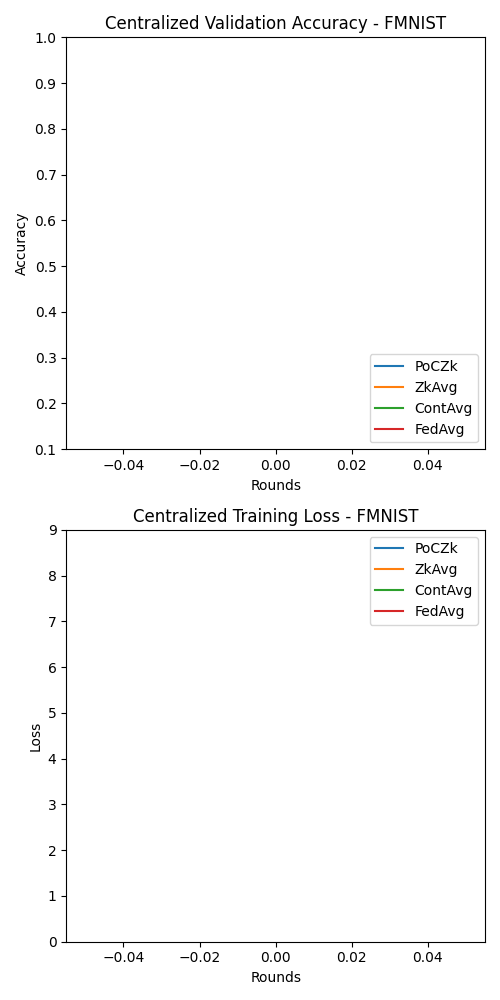 Centralized Validation Accuracy - FMNIST
1.0
0.9
0.8
0.7
0.6
0.5
0.4
0.3
0.2
0.1
Accuracy
PoCZk
ZkAvg
ContAvg
FedAvg
−0.04 −0.02 0.00 0.02 0.04
Rounds
Centralized Training Loss - FMNIST
9
8
7
6
5
4
3
2
1
0
Loss
PoCZk
ZkAvg
ContAvg
FedAvg
−0.04 −0.02 0.00 0.02 0.04
Rounds